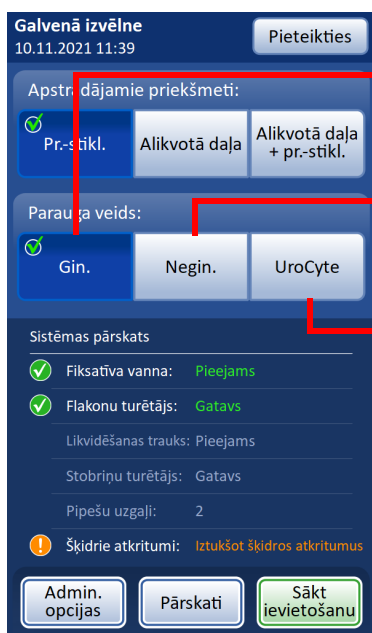 Galvenā izvēlne
10.11.2021 11:39
Pieteikties
Apstrādājamie priekšmeti:
Pr.-stikl.
Alikvotā daļa
Alikvotā daļa
+ pr.-stikl.
Parauga veids:
Gin.
Negin.
UroCyte
Sistēmas pārskats
Fiksatīva vanna: Pieejams
Flakonu turētājs: Gatavs
Likvidēšanas trauks: Pieejams
Stobriņu turētājs: Gatavs
Pipešu uzgaļi: 2
Šķidrie atkritumi: Iztukšot šķidros atkritumus
Admin.
opcijas
Pārskati
Sākt
ievietošanu